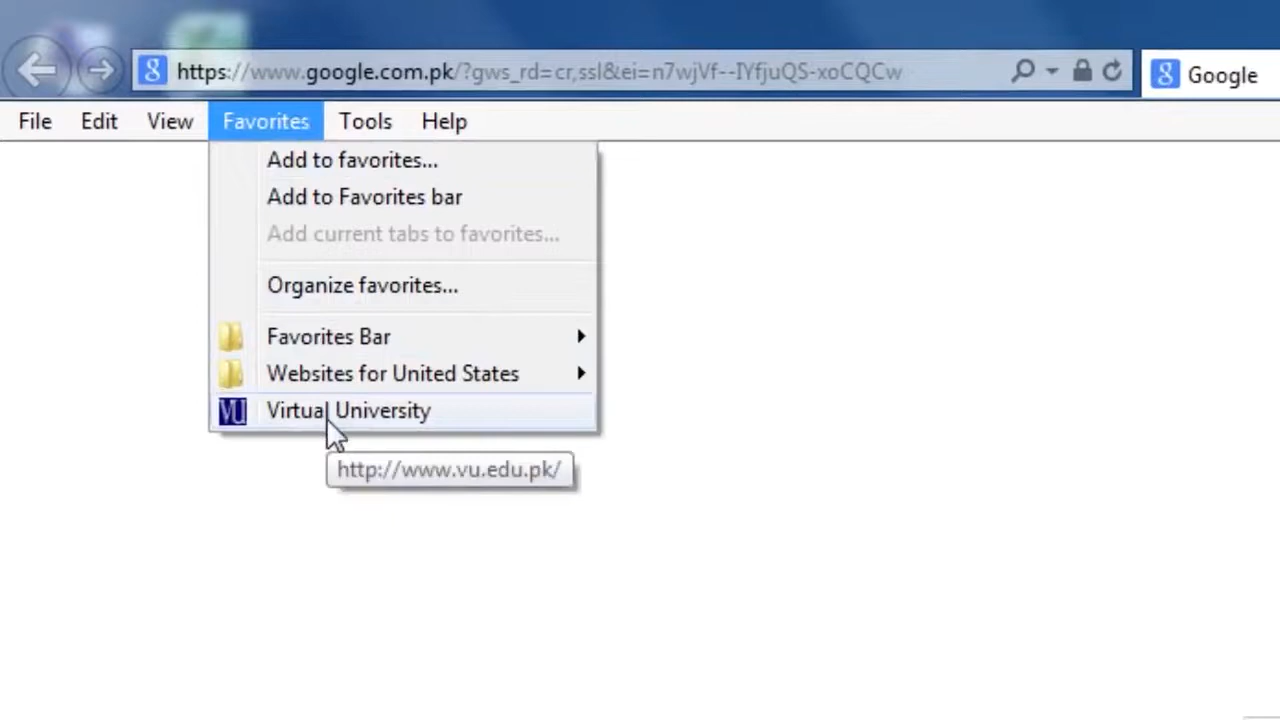 8 https://www.google.com.pk/?gws_rd=cr,ssl&ei=n7wjVf--IYfjuQS-xoCQCw
8 Google
File Edit View Favorites Tools Help
Add to favorites...
Add to Favorites bar
Add current tabs to favorites...
Organize favorites...
Favorites Bar
Websites for United States
VU Virtual University
http://www.vu.edu.pk/